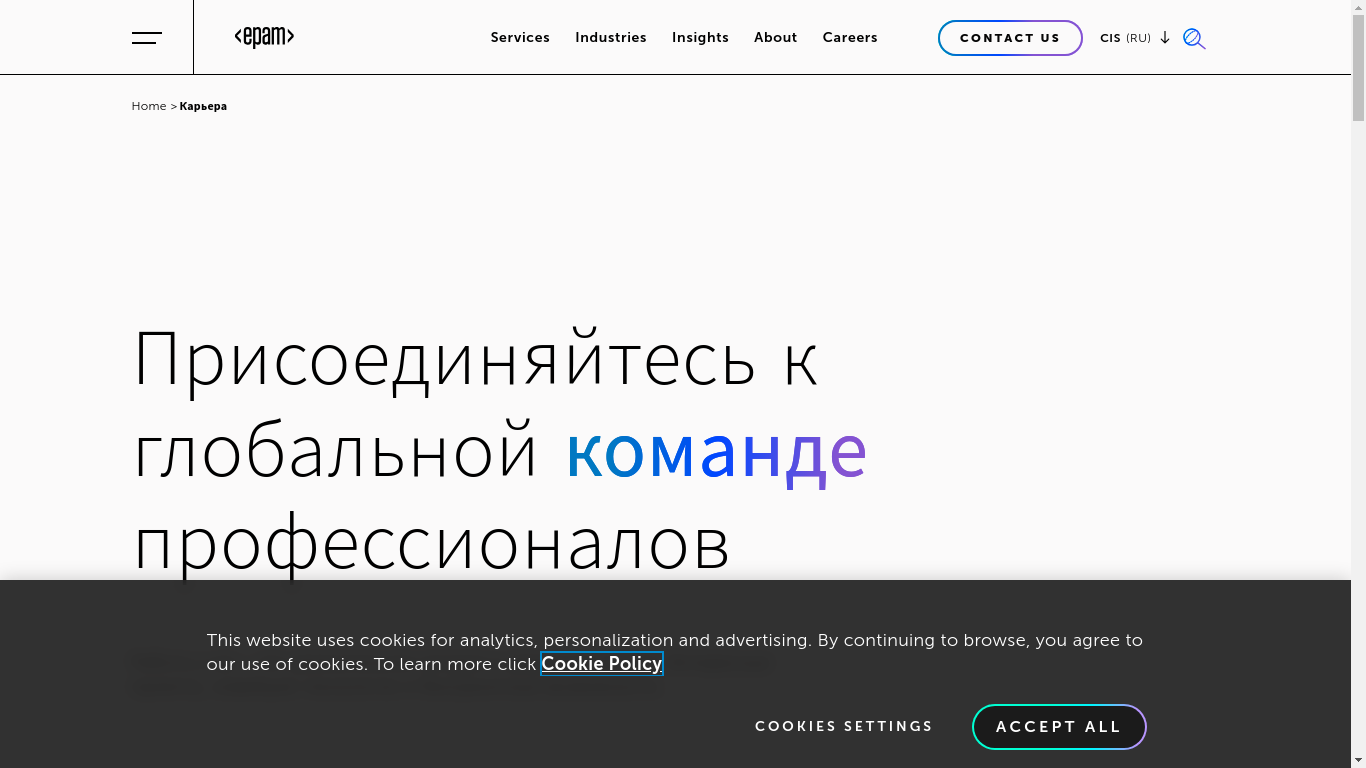 <epam>
Services Industries Insights About Careers CONTACT US CIS (RU)
Home > Карьера
Присоединяйтесь к
глобальной команде
профессионалов
This website uses cookies for analytics, personalization and advertising. By continuing to browse, you agree to
our use of cookies. To learn more click Cookie Policy
COOKIES SETTINGS ACCEPT ALL